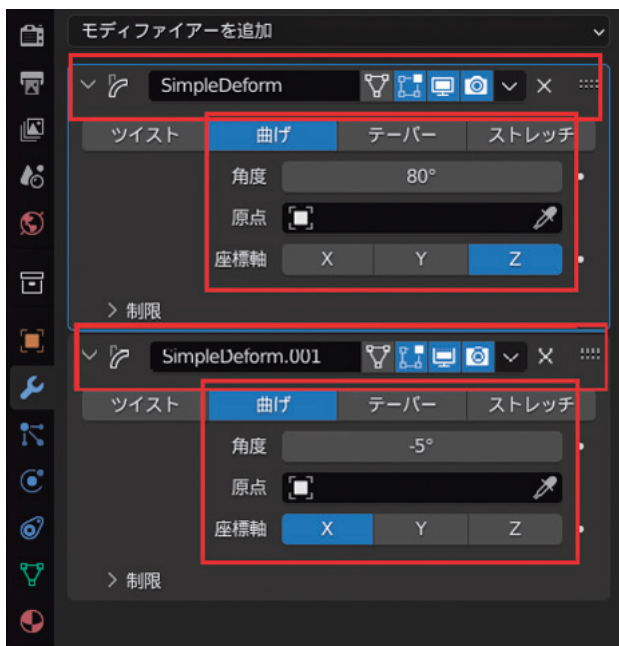 モディファイアーを追加
SimpleDeform
ツイスト 曲げ テーパー ストレッチ
角度 80°
原点
座標軸 X Y Z
制限
SimpleDeform.001
ツイスト 曲げ テーパー ストレッチ
角度 -5°
原点
座標軸 X Y Z
制限